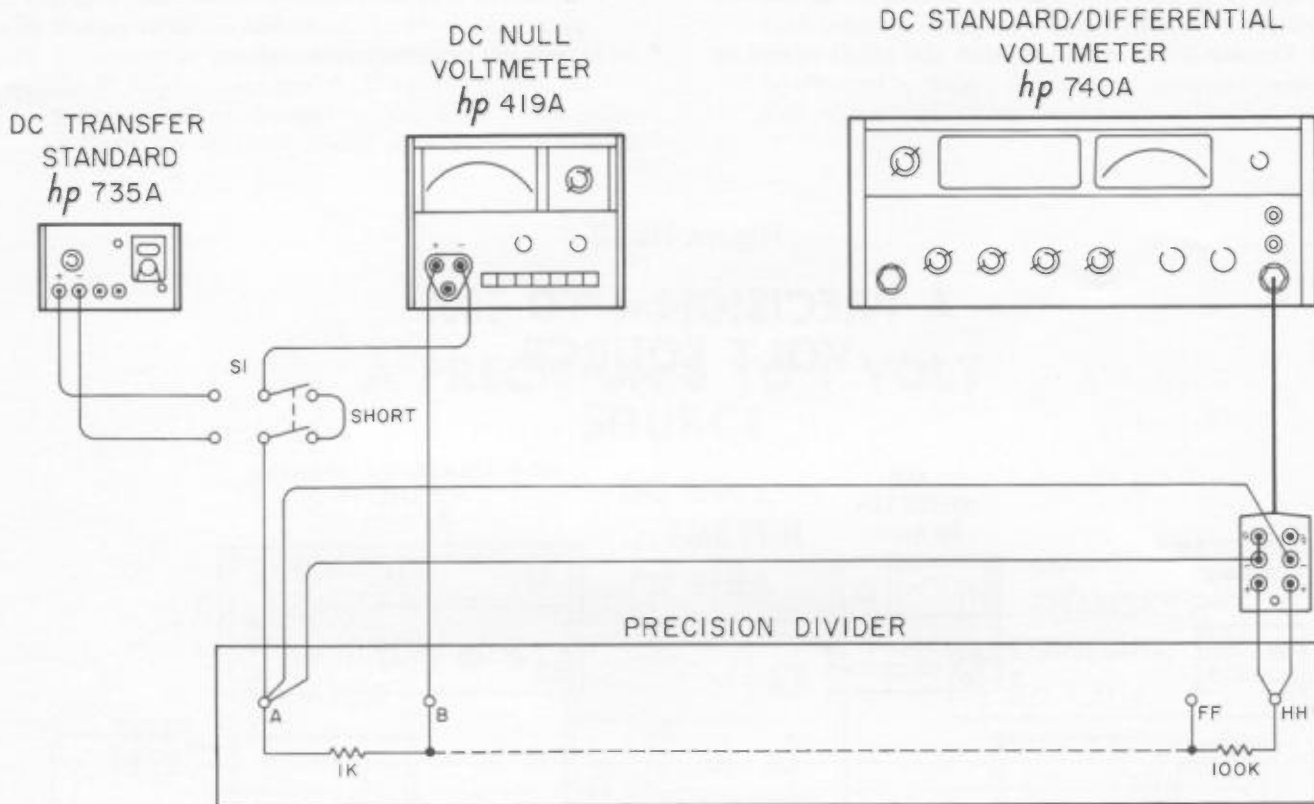 DC STANDARD/DIFFERENTIAL
VOLTMETER
hp 740A
DC NULL
VOLTMETER
hp 419A
DC TRANSFER
STANDARD
hp 735A
+ -
+ -
S1
SHORT
G G
- -
+ +
PRECISION DIVIDER
A
B
FF
HH
1K
100K